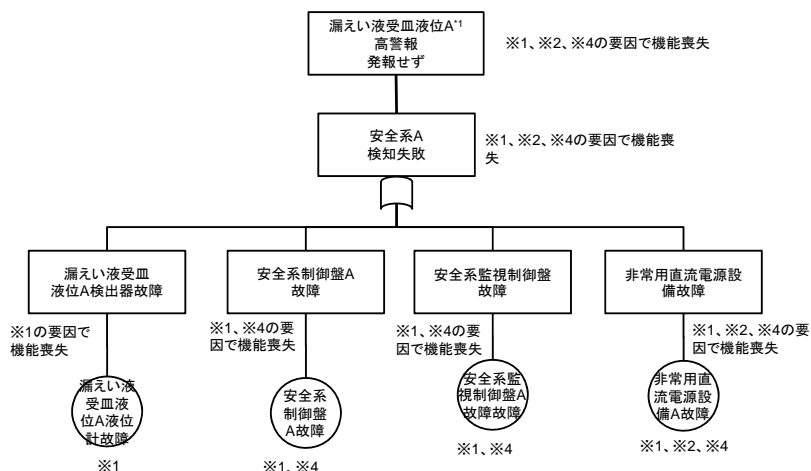 漏えい液受皿液位A*1
高警報
発報せず
※1、※2、※4の要因で機能喪失
安全系A
検知失敗
※1、※2、※4の要因で機能喪
失
漏えい液受皿
液位A検出器故障
安全系制御盤A
故障
安全系監視制御盤
故障
非常用直流電源設
備故障
※1の要因で
機能喪失
※1、※4の要
因で機能喪失
※1、※4の要
因で機能喪失
※1、※2、※4の要
因で機能喪失
漏えい液
受皿液
位A液位
計故障
安全系
制御盤
A故障
安全系監
視制御盤A
故障故障
非常用直
流電源設
備A故障
※1
※1、※4
※1、※4
※1、※2、※4